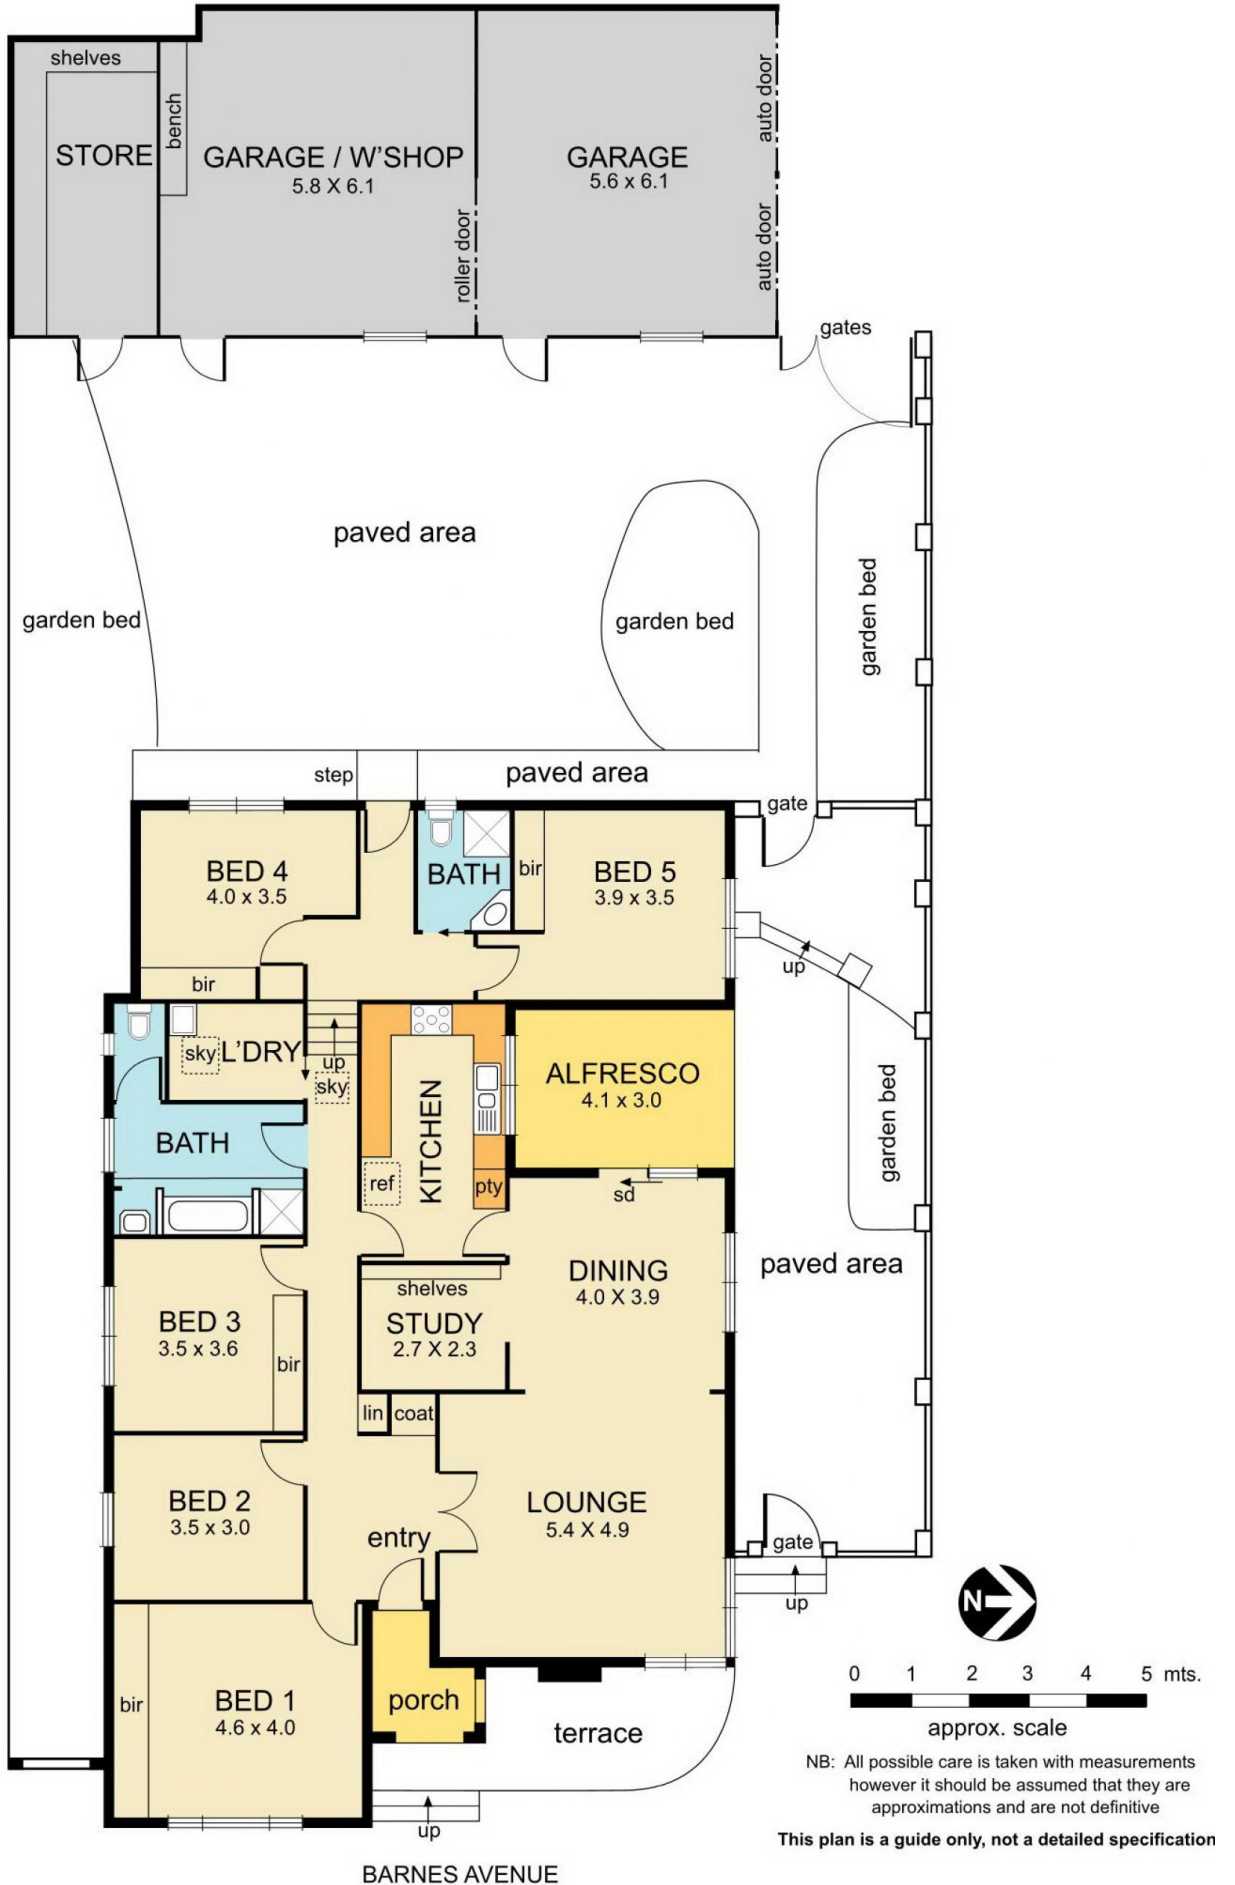 shelves
STORE
bench
GARAGE / W'SHOP
5.8 X 6.1
roller door
GARAGE
5.6 x 6.1
auto door
auto door
gates
paved area
garden bed
garden bed
garden bed
step
paved area
gate
BED 4
4.0 x 3.5
bir
BATH
bir
BED 5
3.9 x 3.5
up
sky
L'DRY
up
sky
KITCHEN
ref
pty
ALFRESCO
4.1 x 3.0
garden bed
BATH
sd
DINING
4.0 X 3.9
paved area
shelves
STUDY
2.7 X 2.3
BED 3
3.5 x 3.6
bir
lin
coat
BED 2
3.5 x 3.0
entry
LOUNGE
5.4 X 4.9
gate
up
bir
BED 1
4.6 x 4.0
porch
terrace
up
N
0 1 2 3 4 5 mts.
approx. scale
NB: All possible care is taken with measurements
however it should be assumed that they are
approximations and are not definitive
This plan is a guide only, not a detailed specification
BARNES AVENUE